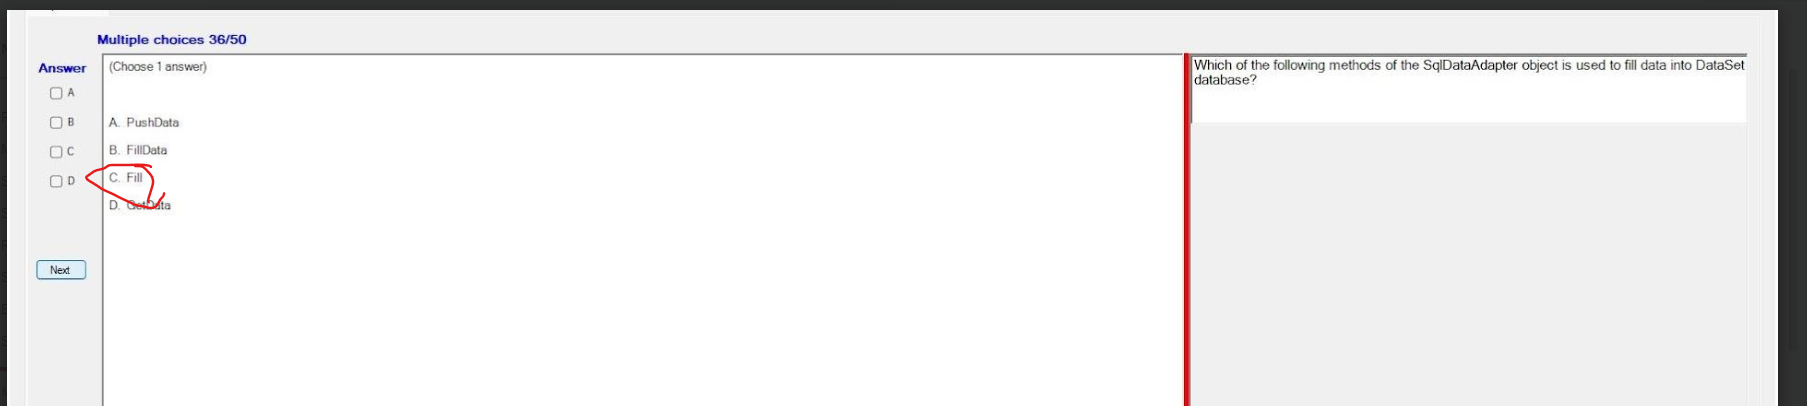 Multiple choices 36/50
Answer
(Choose 1 answer)
A
B
C
D
A. PushData
B. FillData
C. Fill
D. GetData
Next
Which of the following methods of the SqlDataAdapter object is used to fill data into DataSet
database?